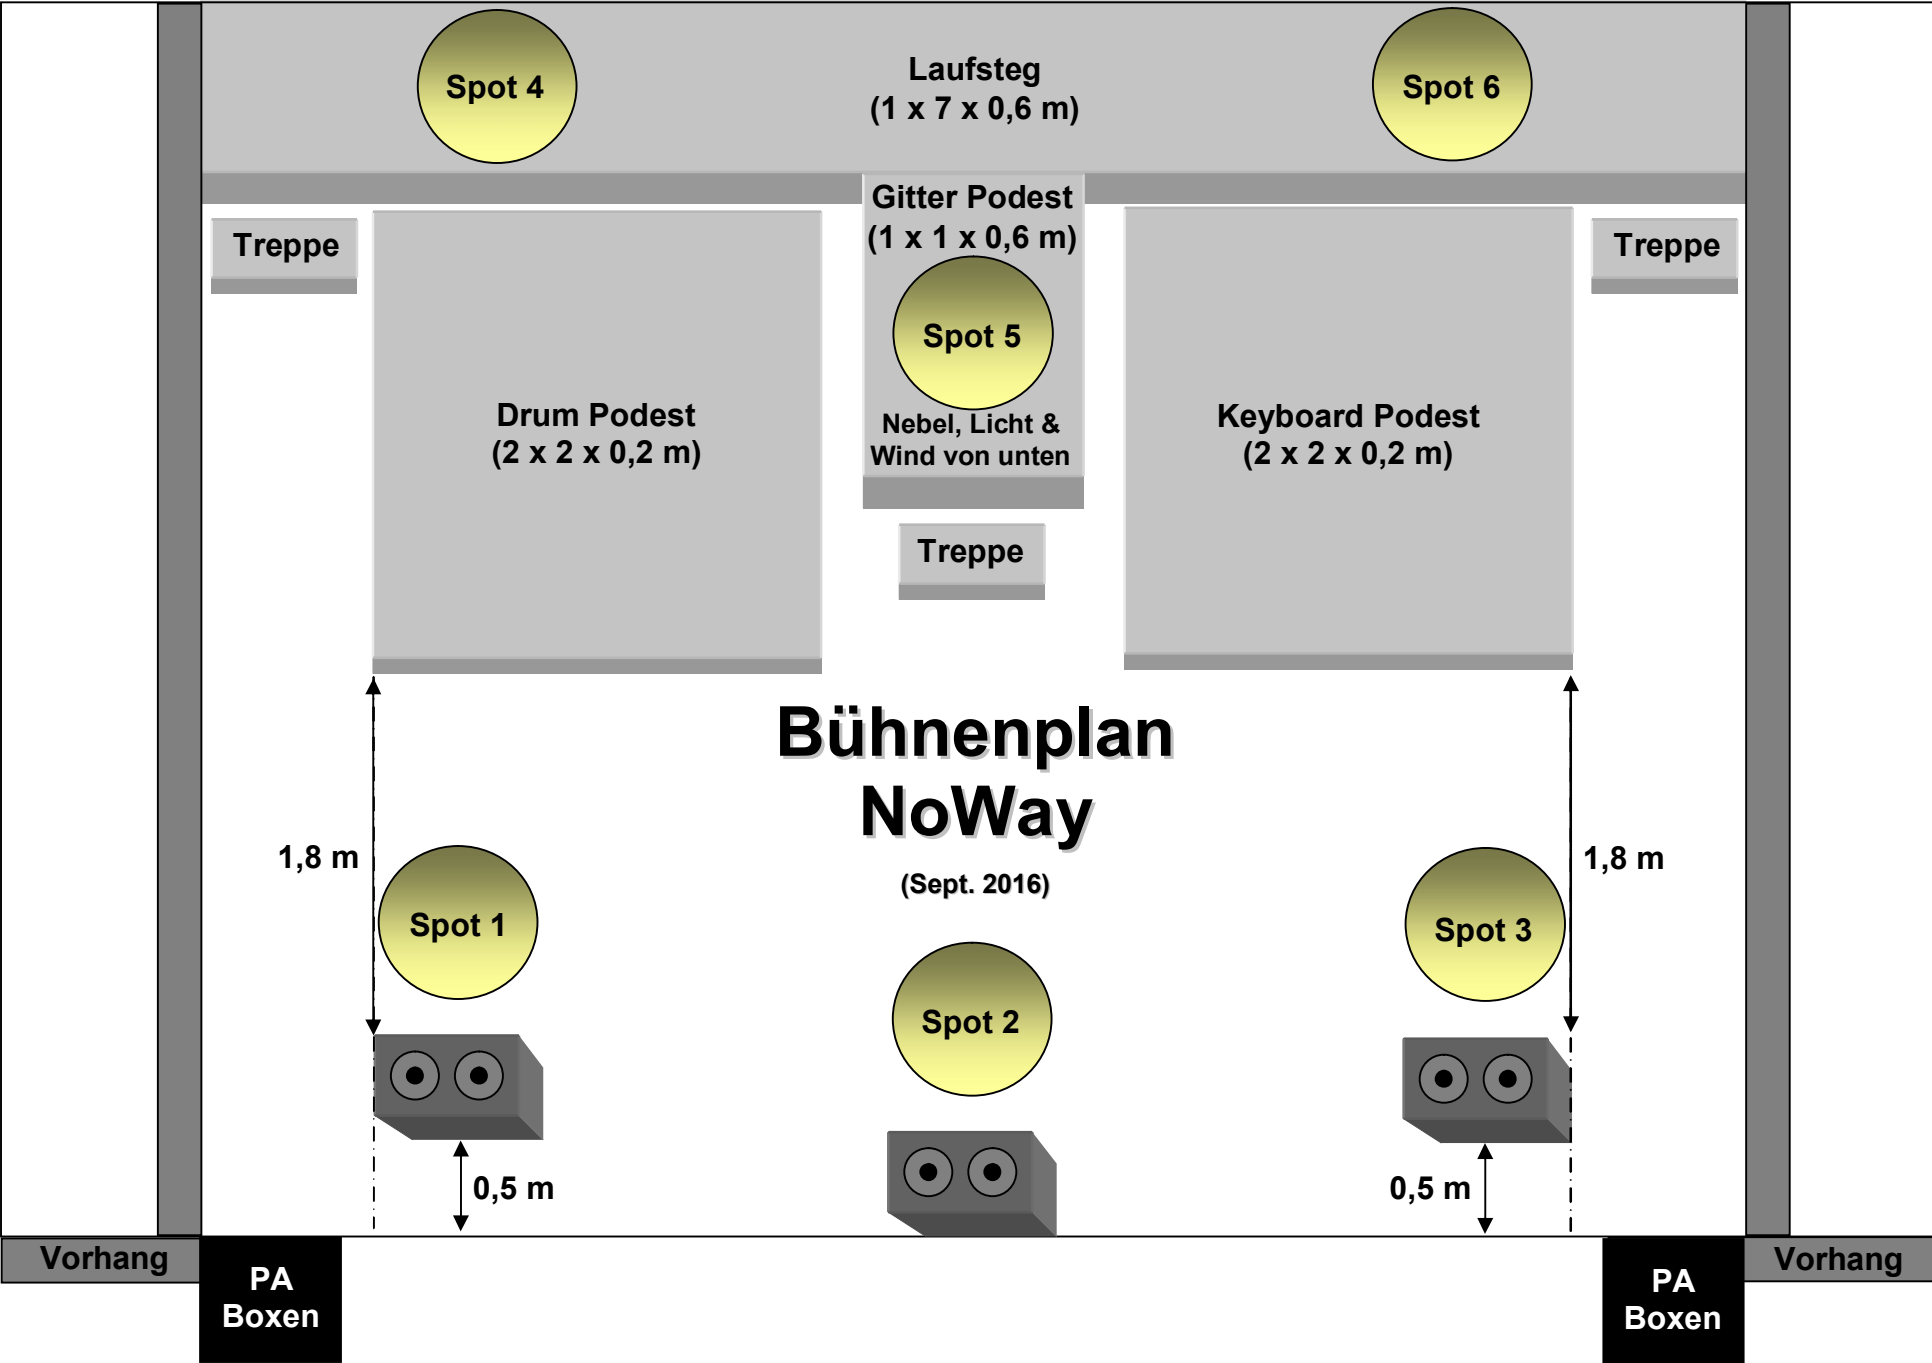 Spot 4
Laufsteg
(1 x 7 x 0,6 m)
Spot 6
Gitter Podest
(1 x 1 x 0,6 m)
Treppe
Treppe
Spot 5
Drum Podest
(2 x 2 x 0,2 m)
Nebel, Licht &
Wind von unten
Keyboard Podest
(2 x 2 x 0,2 m)
Treppe
Bühnenplan
NoWay
(Sept. 2016)
1,8 m
1,8 m
Spot 1
Spot 2
Spot 3
0,5 m
0,5 m
Vorhang
PA
Boxen
PA
Boxen
Vorhang